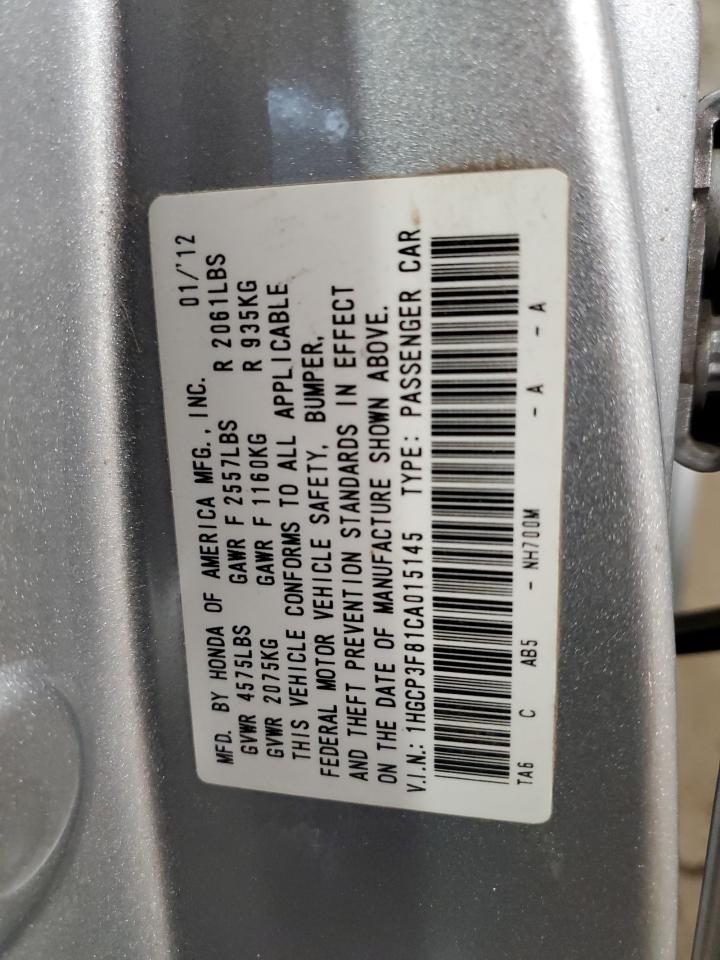 MFD. BY HONDA OF AMERICA MFG., INC. 01/'12
GVWR 4575LBS GAWR F 2557LBS R 2061LBS
GVWR 2075KG GAWR F 1160KG R 935KG
THIS VEHICLE CONFORMS TO ALL APPLICABLE
FEDERAL MOTOR VEHICLE SAFETY, BUMPER,
AND THEFT PREVENTION STANDARDS IN EFFECT
ON THE DATE OF MANUFACTURE SHOWN ABOVE.
V.I.N.: 1HGCP3F81CA015145 TYPE: PASSENGER CAR
TA6 C AB5 - NH700M - A - A